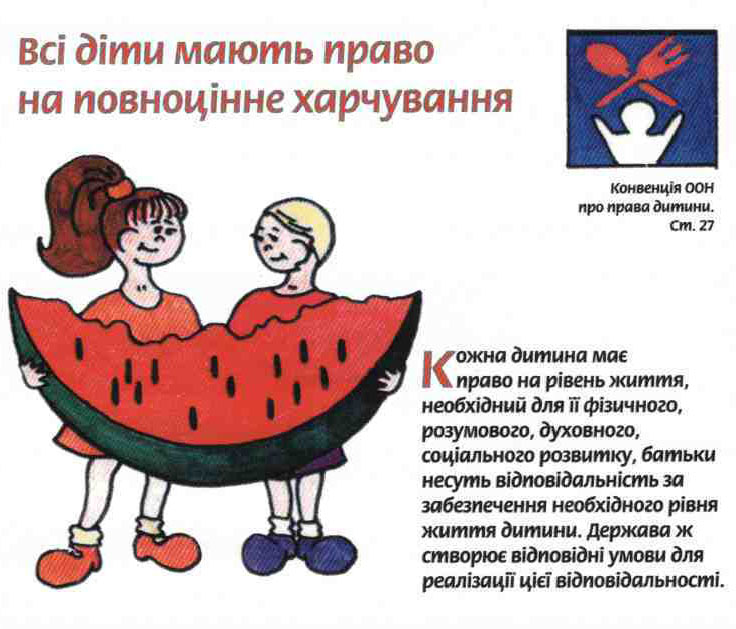 Всі діти мають право
на повноцінне харчування
Конвенція ООН
про права дитини.
Ст. 27
Кожна дитина має
право на рівень життя,
необхідний для її фізичного,
розумового, духовного,
соціального розвитку, батьки
несуть відповідальність за
забезпечення необхідного рівня
життя дитини. Держава ж
створює відповідні умови для
реалізації цієї відповідальності.